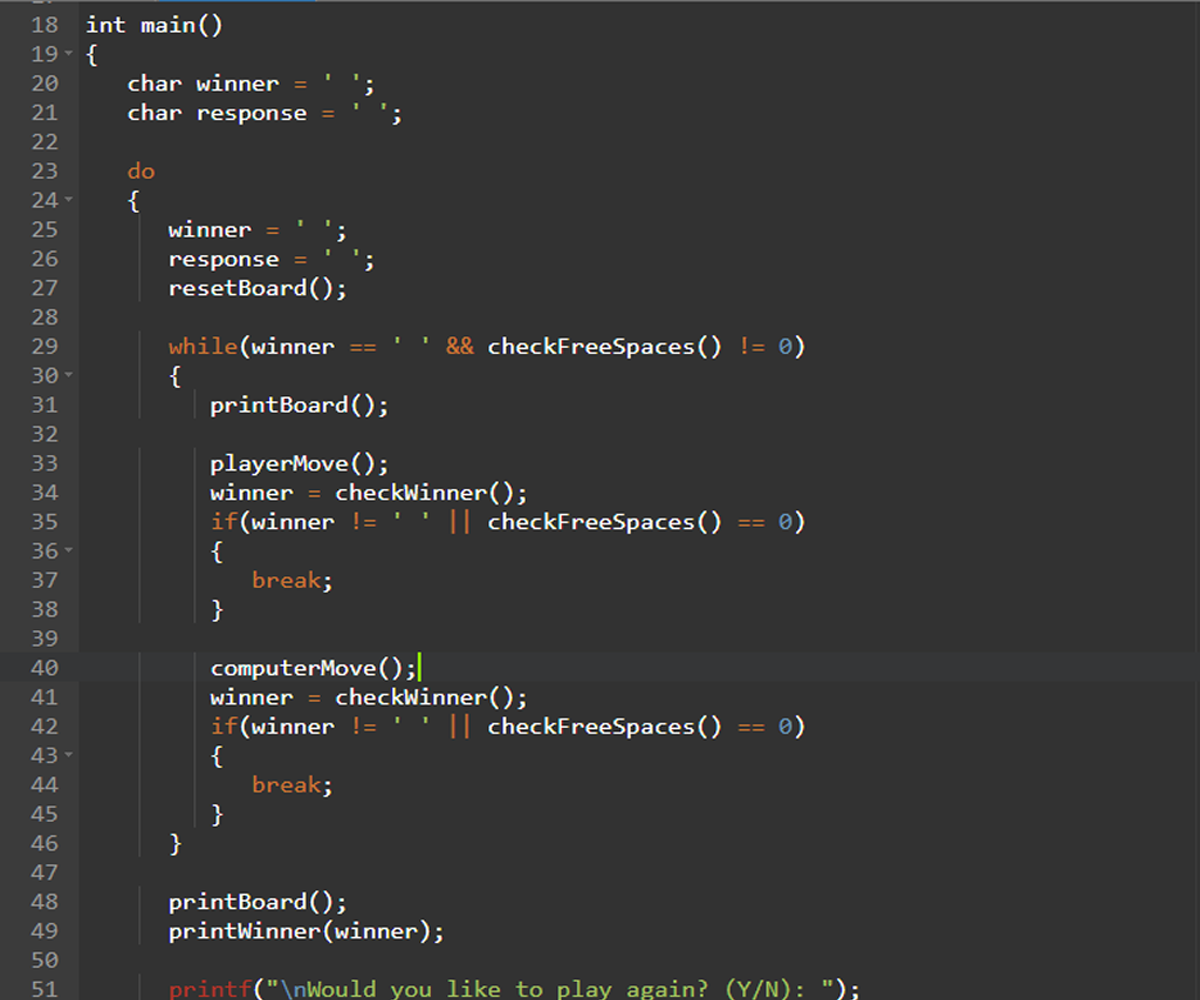 18 int main()
19 {
20 char winner = ' ';
21 char response = ' ';
22
23 do
24 {
25 winner = ' ';
26 response = ' ';
27 resetBoard();
28
29 while(winner == ' ' && checkFreeSpaces() != 0)
30 {
31 printBoard();
32
33 playerMove();
34 winner = checkWinner();
35 if(winner != ' ' || checkFreeSpaces() == 0)
36 {
37 break;
38 }
39
40 computerMove();
41 winner = checkWinner();
42 if(winner != ' ' || checkFreeSpaces() == 0)
43 {
44 break;
45 }
46 }
47
48 printBoard();
49 printWinner(winner);
50
51 printf("\nWould you like to play again? (Y/N): ");